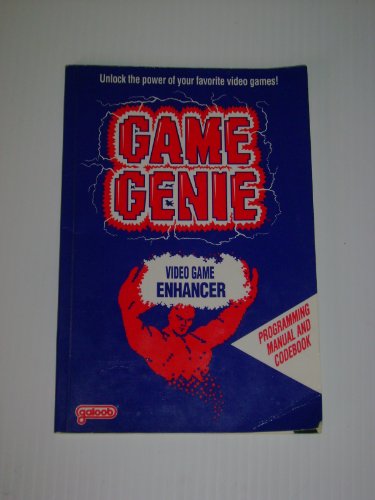 Unlock the power of your favorite video games!
GAME
GENIE
VIDEO GAME
ENHANCER
PROGRAMMING
MANUAL AND
CODEBOOK
galoob